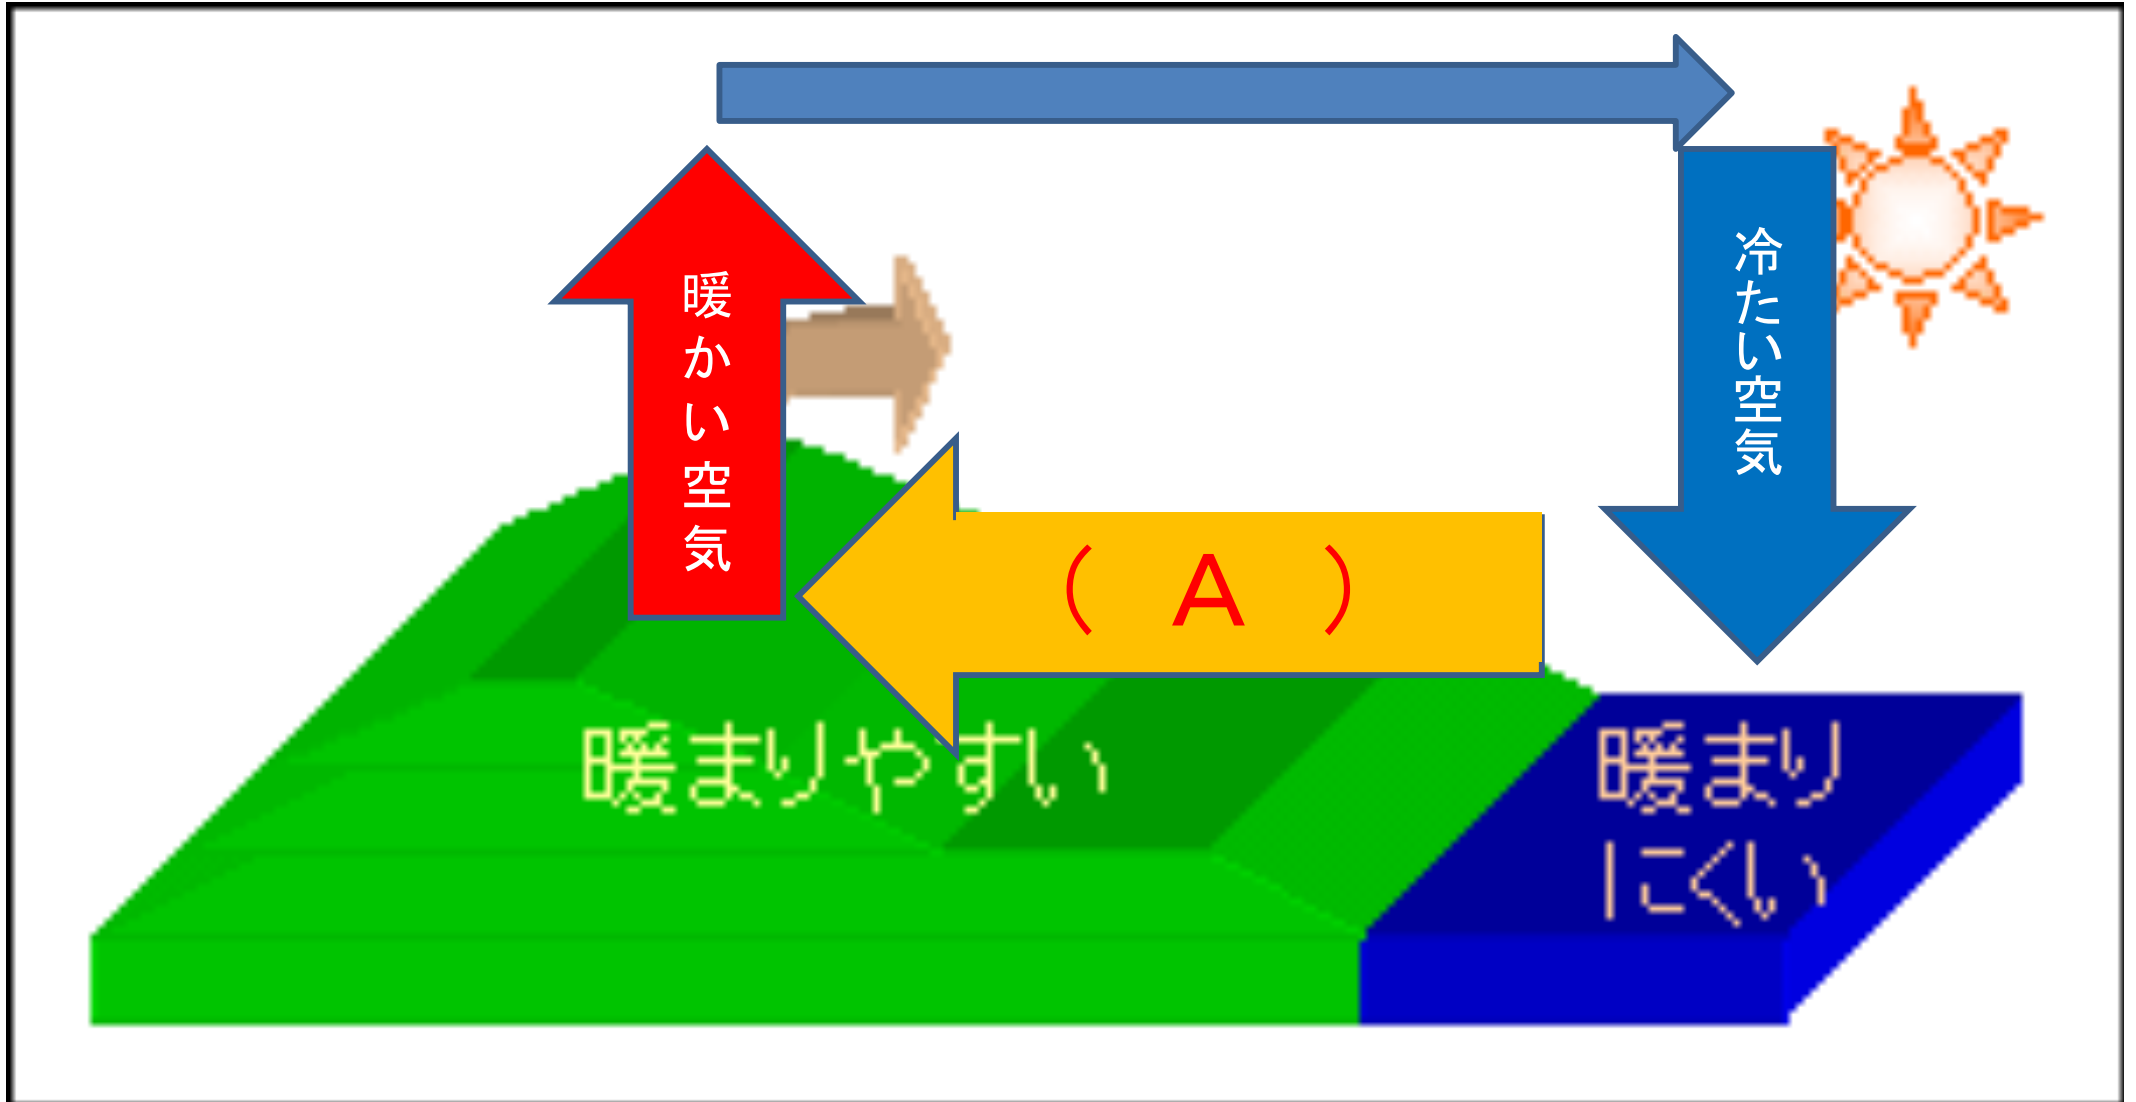 暖かい空気
冷たい空気
（　A　）
暖まりやすい
暖まり
にくい